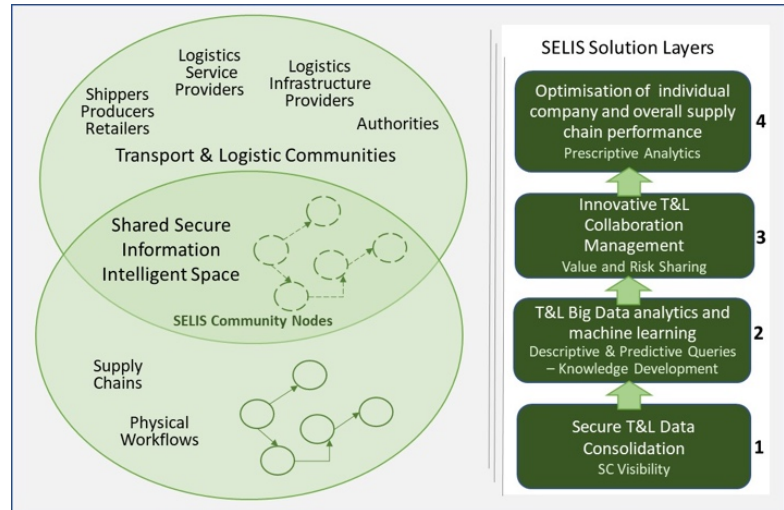 Shippers
Producers
Retailers
Logistics
Service
Providers
Logistics
Infrastructure
Providers
Authorities
Transport & Logistic Communities
Shared Secure
Information
Intelligent Space
SELIS Community Nodes
Supply
Chains
Physical
Workflows
SELIS Solution Layers
Optimisation of individual
company and overall supply
chain performance
Prescriptive Analytics
4
Innovative T&L
Collaboration
Management
Value and Risk Sharing
3
T&L Big Data analytics and
machine learning
Descriptive & Predictive Queries
– Knowledge Development
2
Secure T&L Data
Consolidation
SC Visibility
1